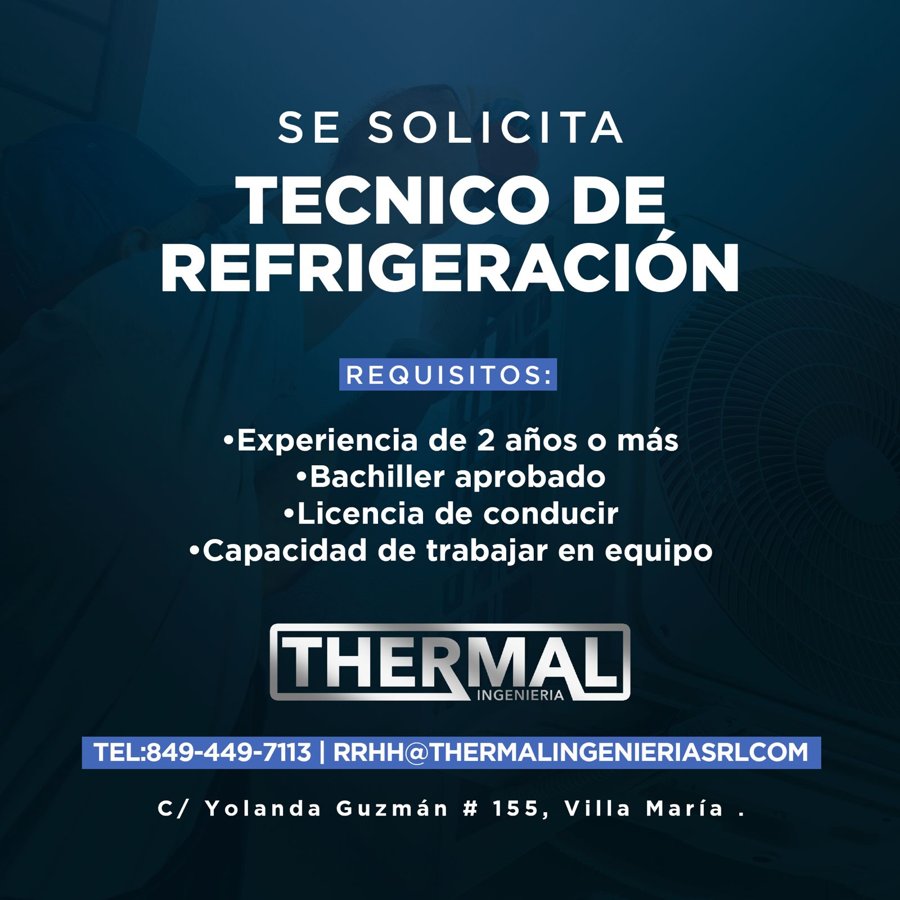 SE SOLICITA
TECNICO DE
REFRIGERACIÓN
REQUISITOS:
•Experiencia de 2 años o más
•Bachiller aprobado
•Licencia de conducir
•Capacidad de trabajar en equipo
THERMAL
INGENIERIA
TEL:849-449-7113 | RRHH@THERMALINGENIERIASRLCOM
C/ Yolanda Guzmán # 155, Villa María .